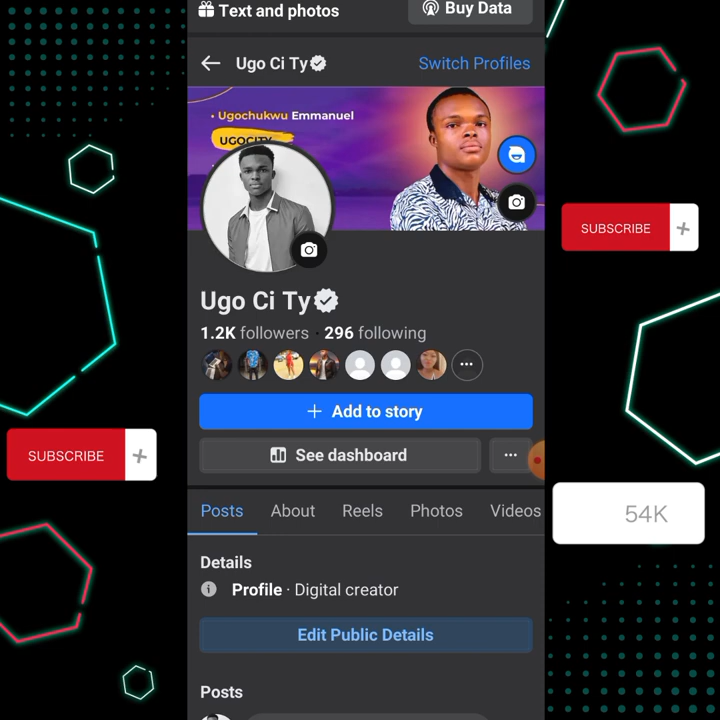 Text and photos
Buy Data
Ugo Ci Ty
Switch Profiles
• Ugochukwu Emmanuel
UGOCITY
Ugo Ci Ty
1.2K followers · 296 following
+ Add to story
See dashboard
Posts About Reels Photos Videos
Details
Profile · Digital creator
Edit Public Details
Posts
SUBSCRIBE +
SUBSCRIBE +
54K